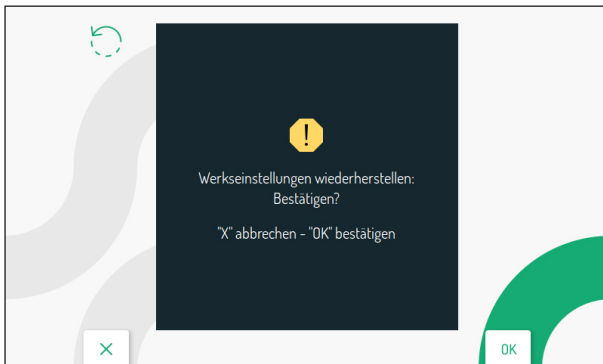 !
Werkseinstellungen wiederherstellen:
Bestätigen?
"X" abbrechen - "OK" bestätigen
X
OK